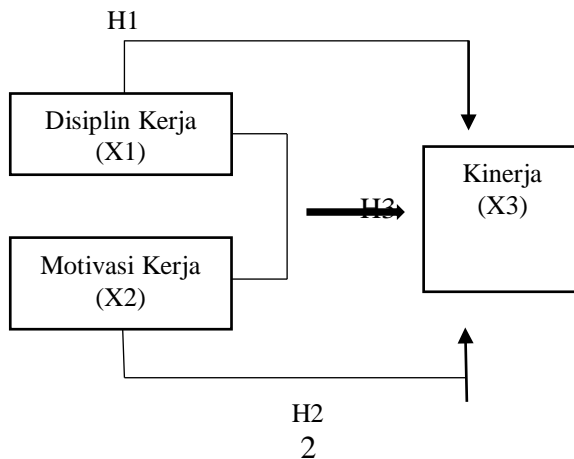 H1
Disiplin Kerja
(X1)
Kinerja
(X3)
H3
Motivasi Kerja
(X2)
H2
2